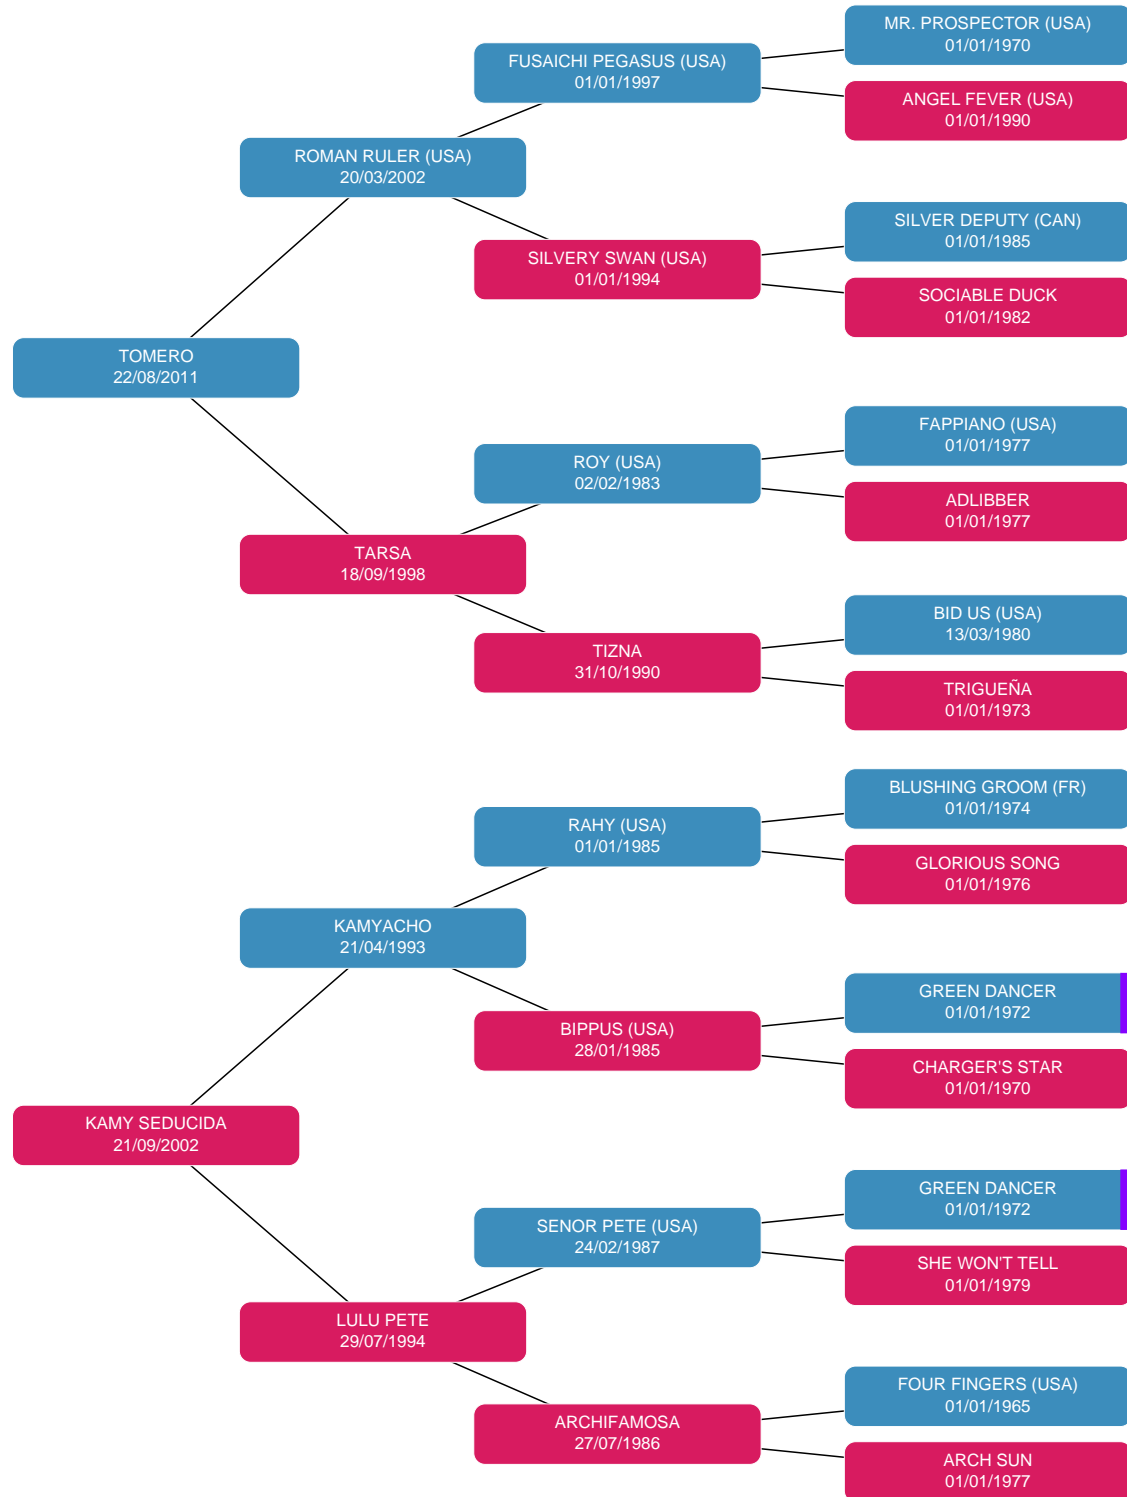 MR. PROSPECTOR (USA)
01/01/1970
FUSAICHI PEGASUS (USA)
01/01/1997
ANGEL FEVER (USA)
01/01/1990
ROMAN RULER (USA)
20/03/2002
SILVER DEPUTY (CAN)
01/01/1985
SILVERY SWAN (USA)
01/01/1994
SOCIABLE DUCK
01/01/1982
TOMERO
22/08/2011
FAPPIANO (USA)
01/01/1977
ROY (USA)
02/02/1983
ADLIBBER
01/01/1977
TARSA
18/09/1998
BID US (USA)
13/03/1980
TIZNA
31/10/1990
TRIGUEÑA
01/01/1973
BLUSHING GROOM (FR)
01/01/1974
RAHY (USA)
01/01/1985
GLORIOUS SONG
01/01/1976
KAMYACHO
21/04/1993
GREEN DANCER
01/01/1972
BIPPUS (USA)
28/01/1985
CHARGER'S STAR
01/01/1970
KAMY SEDUCIDA
21/09/2002
GREEN DANCER
01/01/1972
SENOR PETE (USA)
24/02/1987
SHE WON'T TELL
01/01/1979
LULU PETE
29/07/1994
FOUR FINGERS (USA)
01/01/1965
ARCHIFAMOSA
27/07/1986
ARCH SUN
01/01/1977